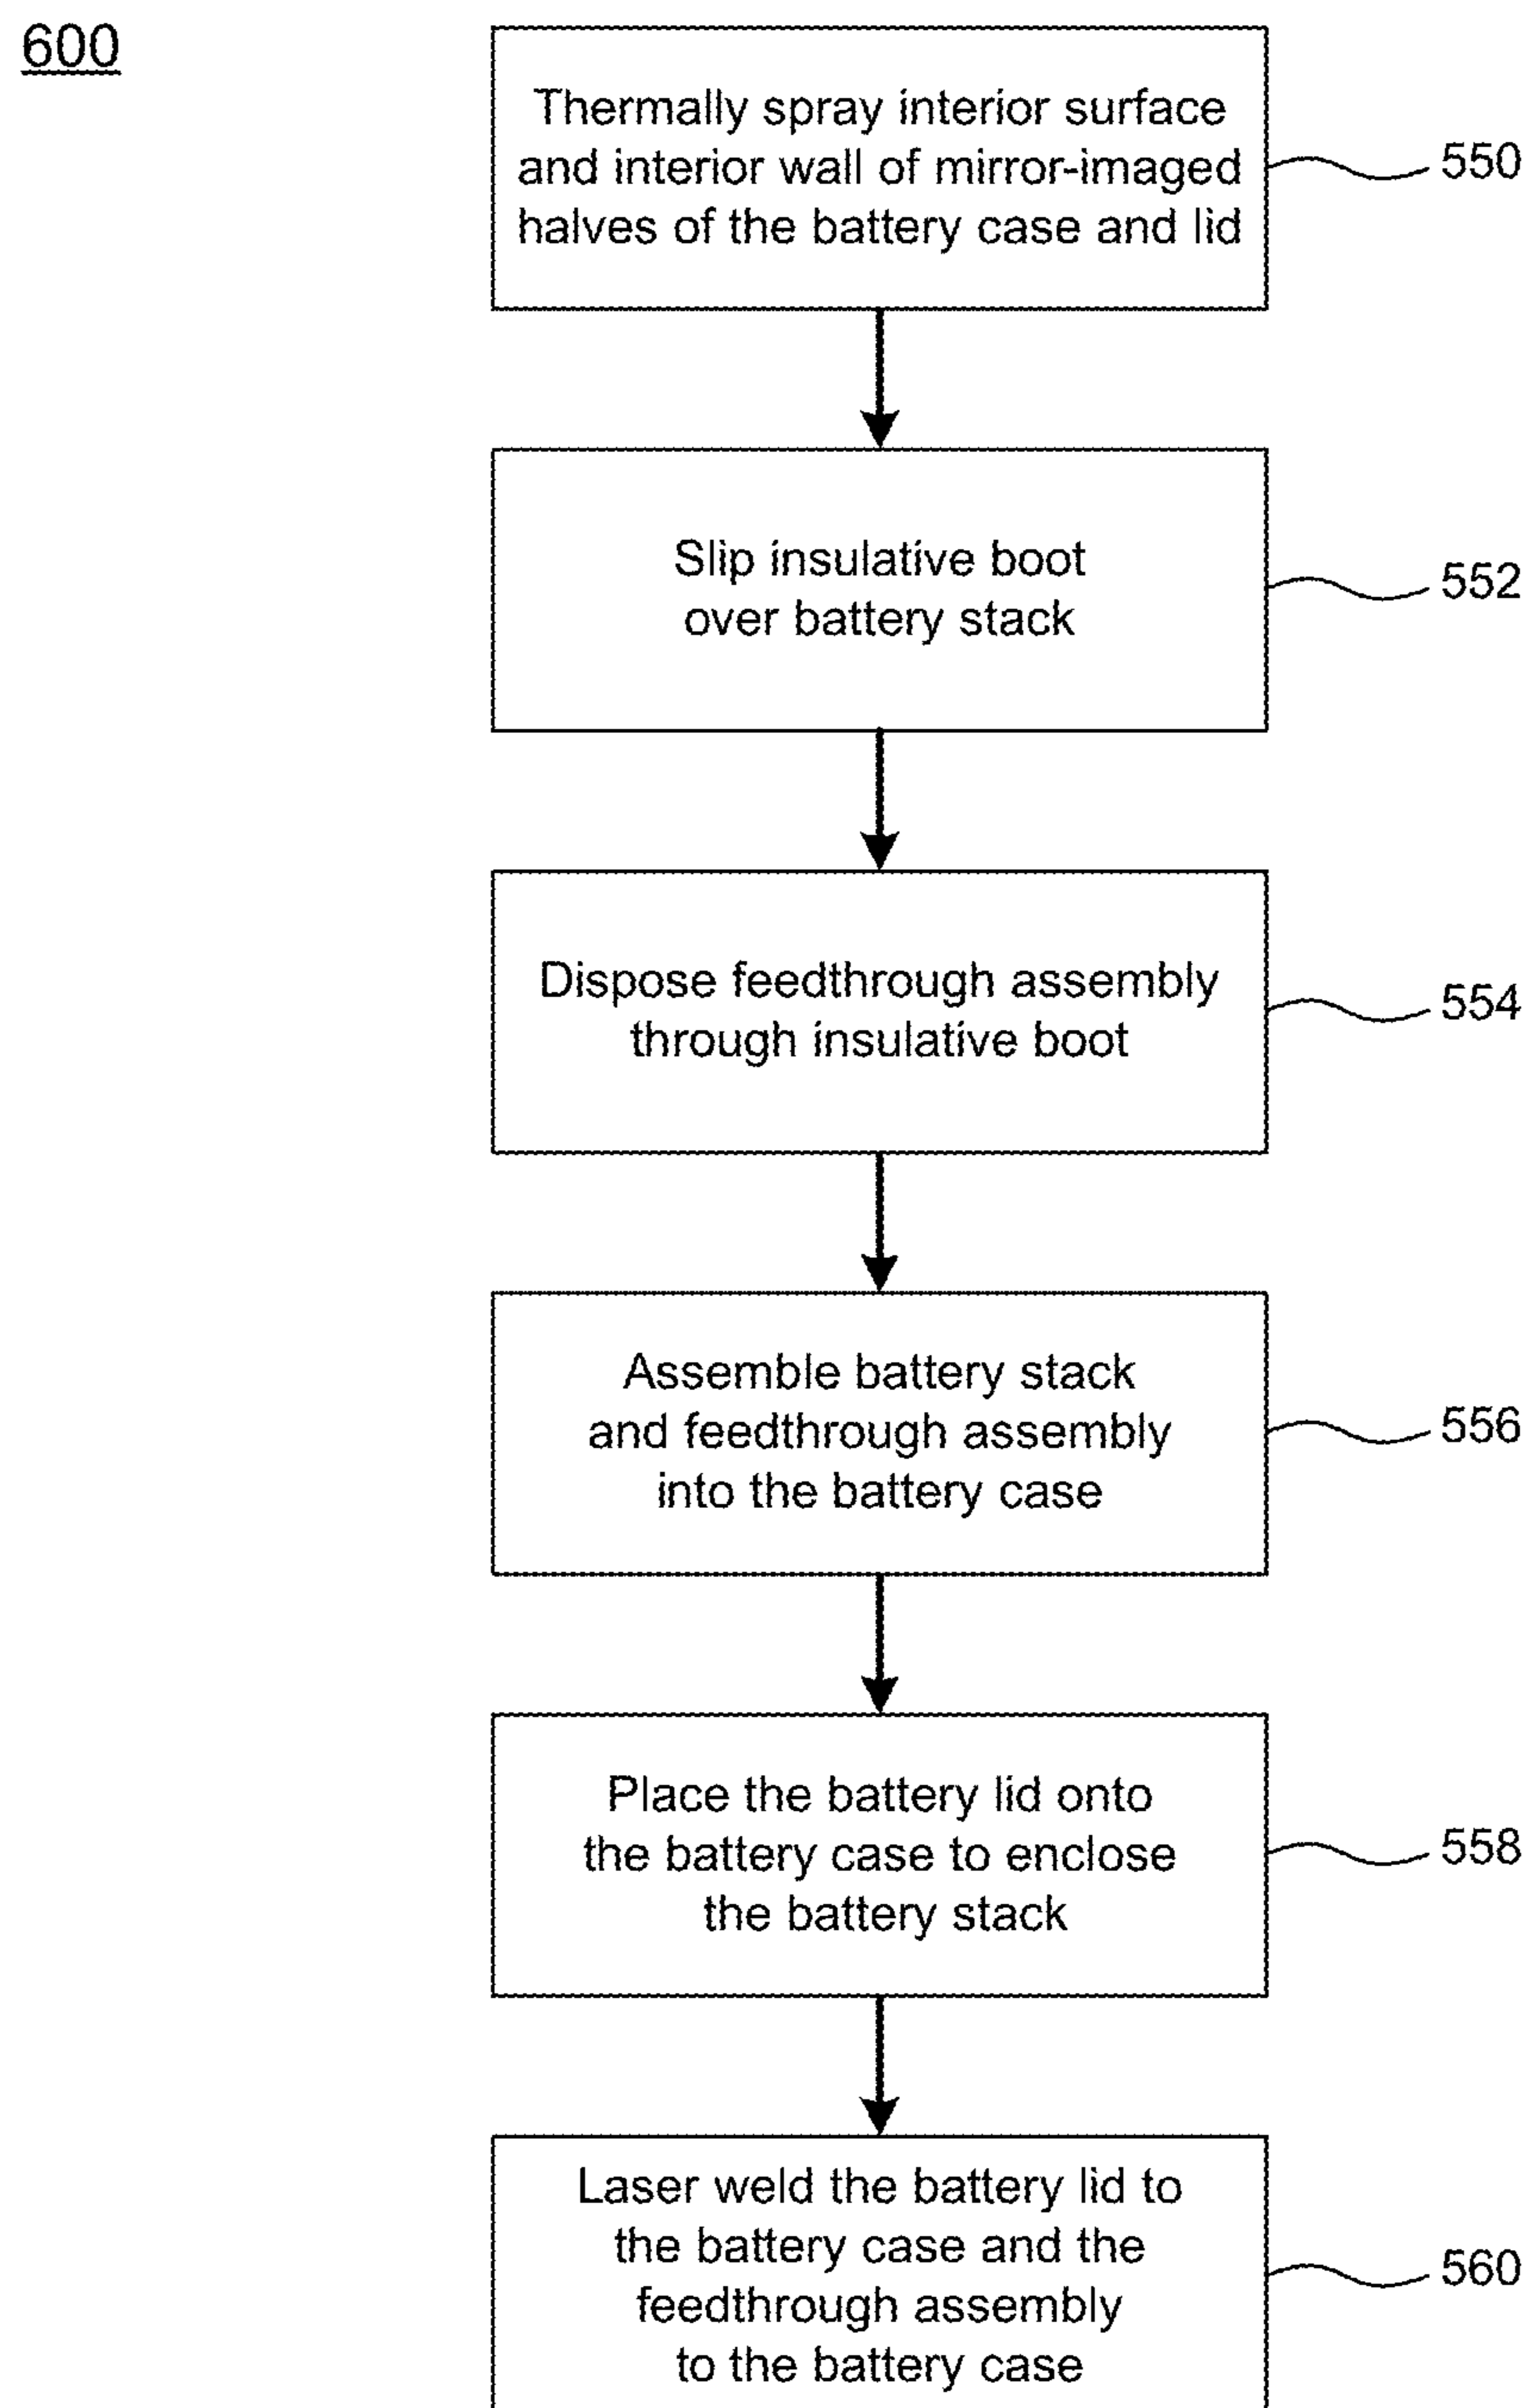 600
Thermally spray interior surface
and interior wall of mirror-imaged
halves of the battery case and lid
550
Slip insulative boot
over battery stack
552
Dispose feedthrough assembly
through insulative boot
554
Assemble battery stack
and feedthrough assembly
into the battery case
556
Place the battery lid onto
the battery case to enclose
the battery stack
558
Laser weld the battery lid to
the battery case and the
feedthrough assembly
to the battery case
560